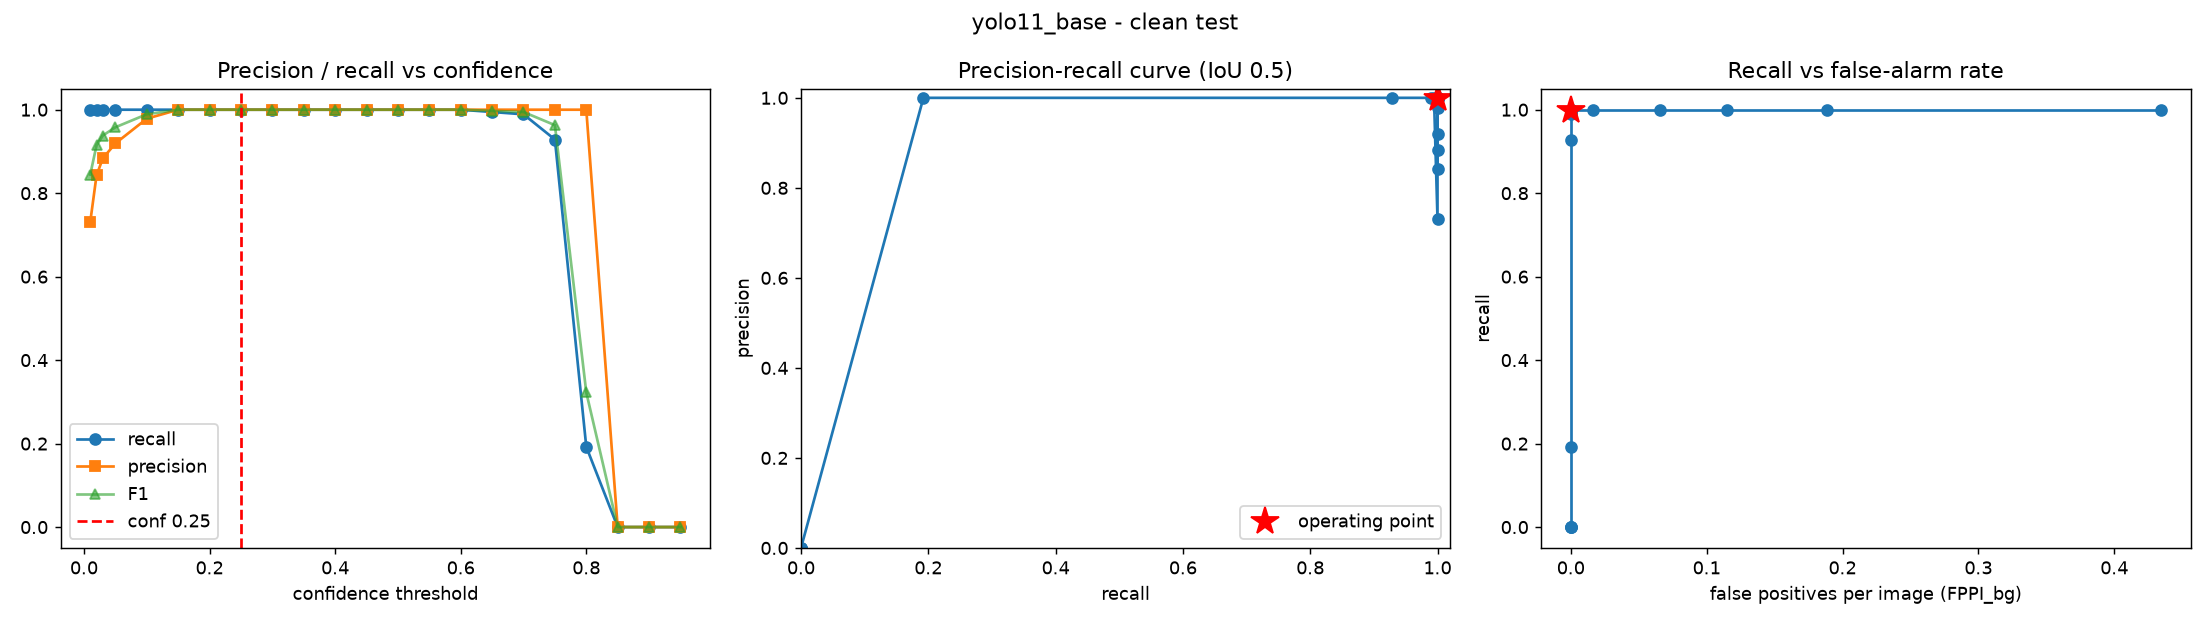 yolo11_base - clean test
Precision / recall vs confidence
1.0
0.8
0.6
0.4
0.2
0.0
recall
precision
F1
conf 0.25
0.0 0.2 0.4 0.6 0.8
confidence threshold
Precision-recall curve (IoU 0.5)
precision
1.0
0.8
0.6
0.4
0.2
0.0
operating point
0.0 0.2 0.4 0.6 0.8 1.0
recall
Recall vs false-alarm rate
recall
1.0
0.8
0.6
0.4
0.2
0.0
0.0 0.1 0.2 0.3 0.4
false positives per image (FPPI_bg)